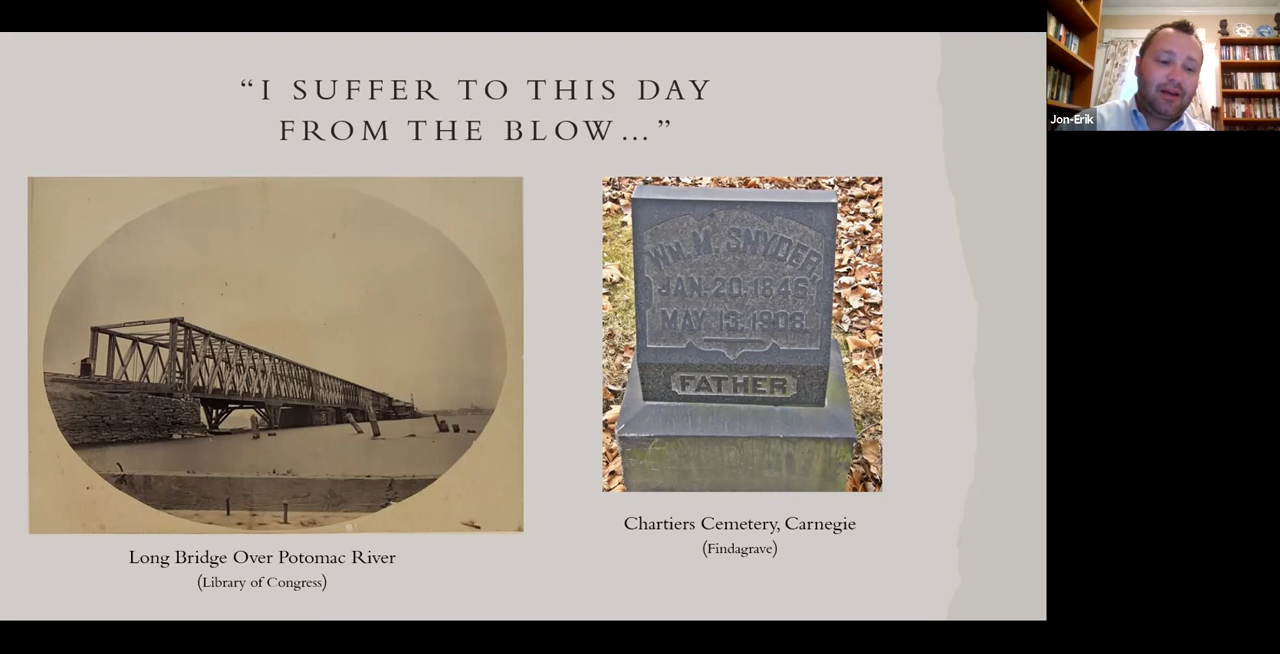 “I SUFFER TO THIS DAY
FROM THE BLOW...”
WM. M. SNYDER,
JAN. 20, 1846,
MAY 13, 1908.
FATHER
Long Bridge Over Potomac River
(Library of Congress)
Chartiers Cemetery, Carnegie
(Findagrave)
Jon-Erik